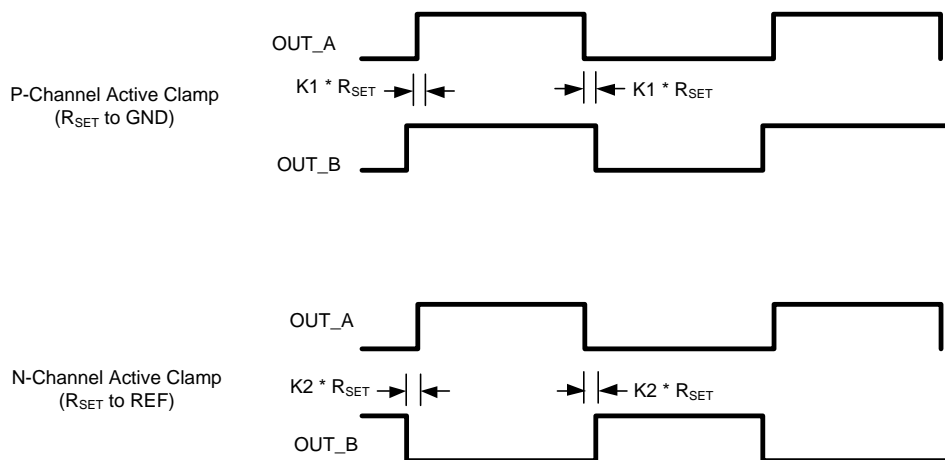 OUT_A
K1 * RSET
K1 * RSET
P-Channel Active Clamp
(RSET to GND)
OUT_B
OUT_A
K2 * RSET
K2 * RSET
N-Channel Active Clamp
(RSET to REF)
OUT_B